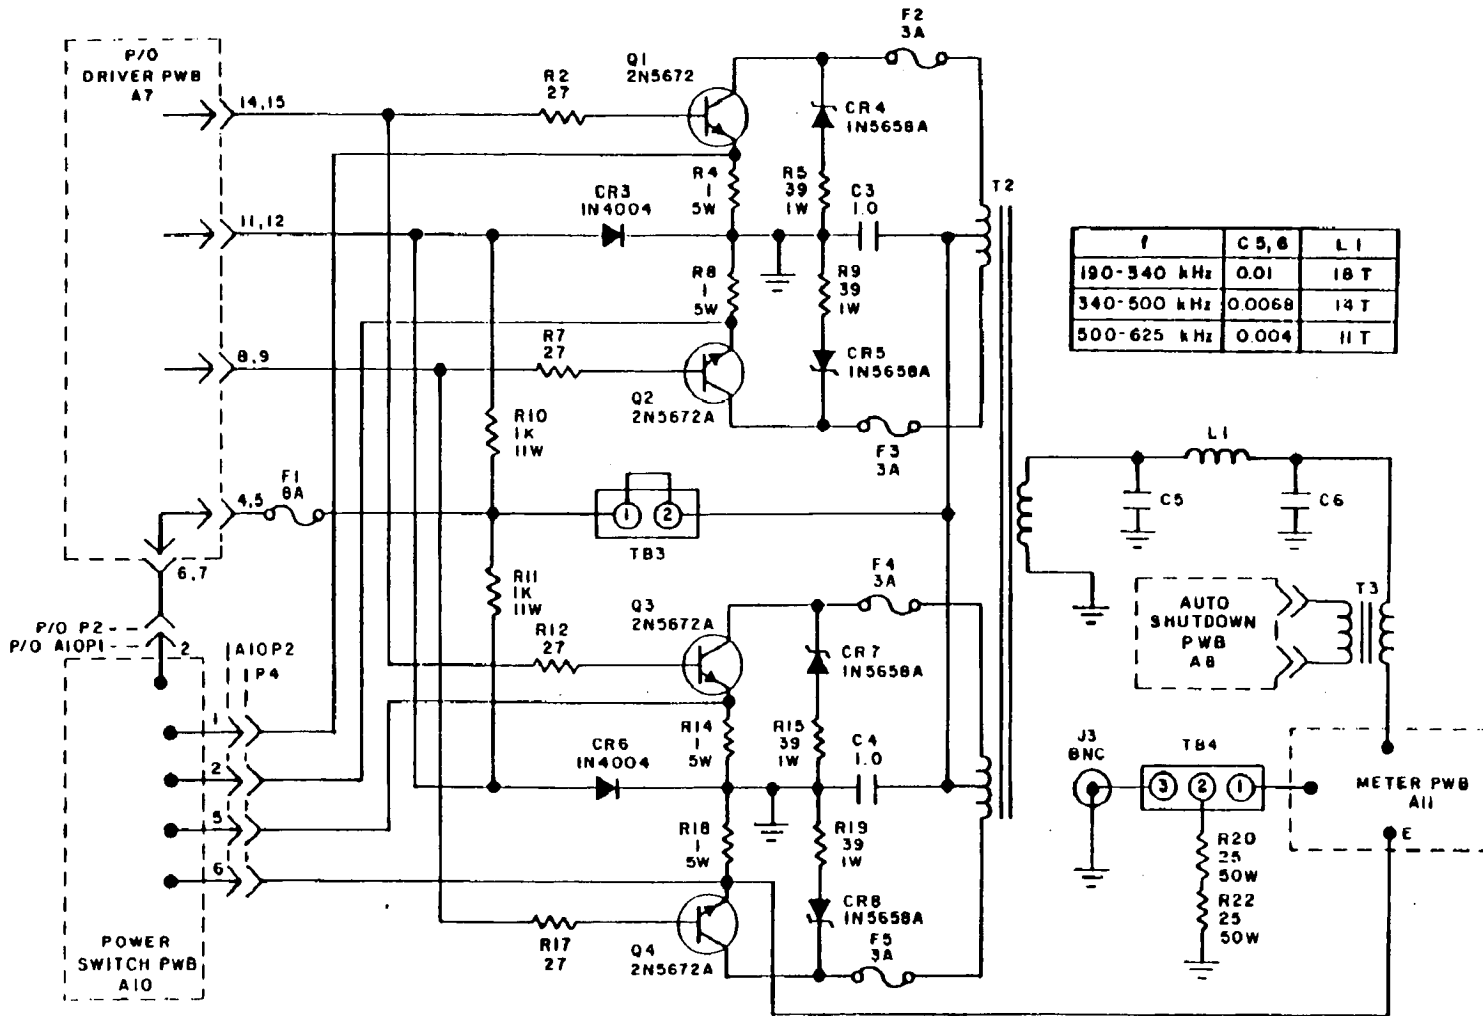 P/O
DRIVER PWB
A7
14,15
11,12
8,9
4,5
6,7
F1
8A
P/O P2
P/O A10P1
2
A10P2
P4
1
2
5
6
POWER
SWITCH PWB
A10
R2
27
Q1
2N5672
CR4
1N5658A
F2
3A
R4
1
5W
R5
39
1W
C3
1.0
CR3
1N4004
T2
R8
1
5W
R9
39
1W
R7
27
CR5
1N5658A
Q2
2N5672A
F3
3A
R10
1K
11W
1
2
TB3
R11
1K
11W
R12
27
Q3
2N5672A
F4
3A
CR7
1N5658A
R14
1
5W
R15
39
1W
C4
1.0
CR6
1N4004
R18
1
5W
R19
39
1W
CR8
1N5658A
F5
3A
R17
27
Q4
2N5672A
f C5,6 L1
190-340 kHz 0.01 18 T
340-500 kHz 0.0068 14 T
500-625 kHz 0.004 11 T
L1
C5
C6
AUTO
SHUTDOWN
PWB
A8
T3
J3
BNC
TB4
3
2
1
METER PWB
A11
E
R20
25
50W
R22
25
50W